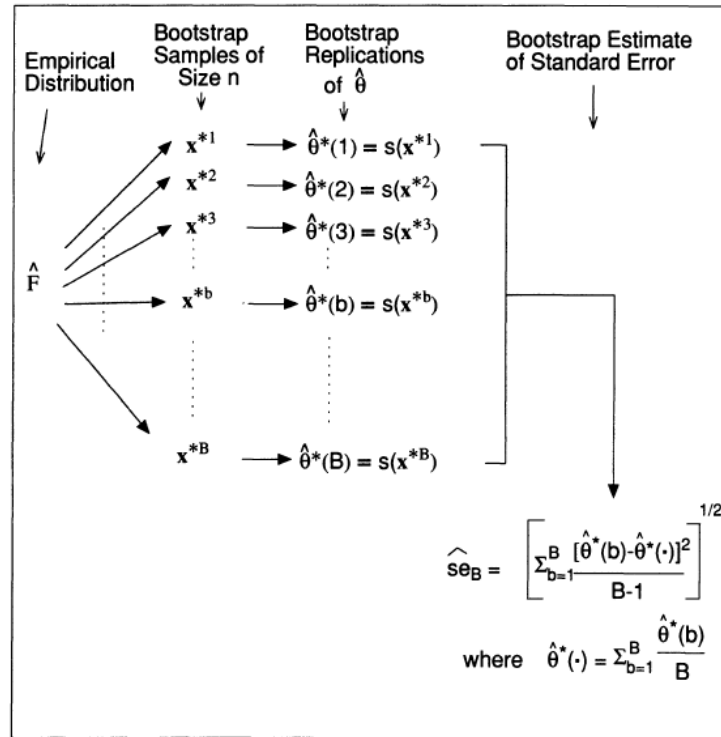 Empirical
Distribution
Bootstrap
Samples of
Size n
Bootstrap
Replications
of θ̂
Bootstrap Estimate
of Standard Error
F̂
x*1
θ̂*(1) = s(x*1)
x*2
θ̂*(2) = s(x*2)
x*3
θ̂*(3) = s(x*3)
x*b
θ̂*(b) = s(x*b)
x*B
θ̂*(B) = s(x*B)
ŝe_B = [Σ_{b=1}^{B} [θ̂*(b)-θ̂*(·)]² / B-1]^{1/2}
where θ̂*(·) = Σ_{b=1}^{B} θ̂*(b) / B